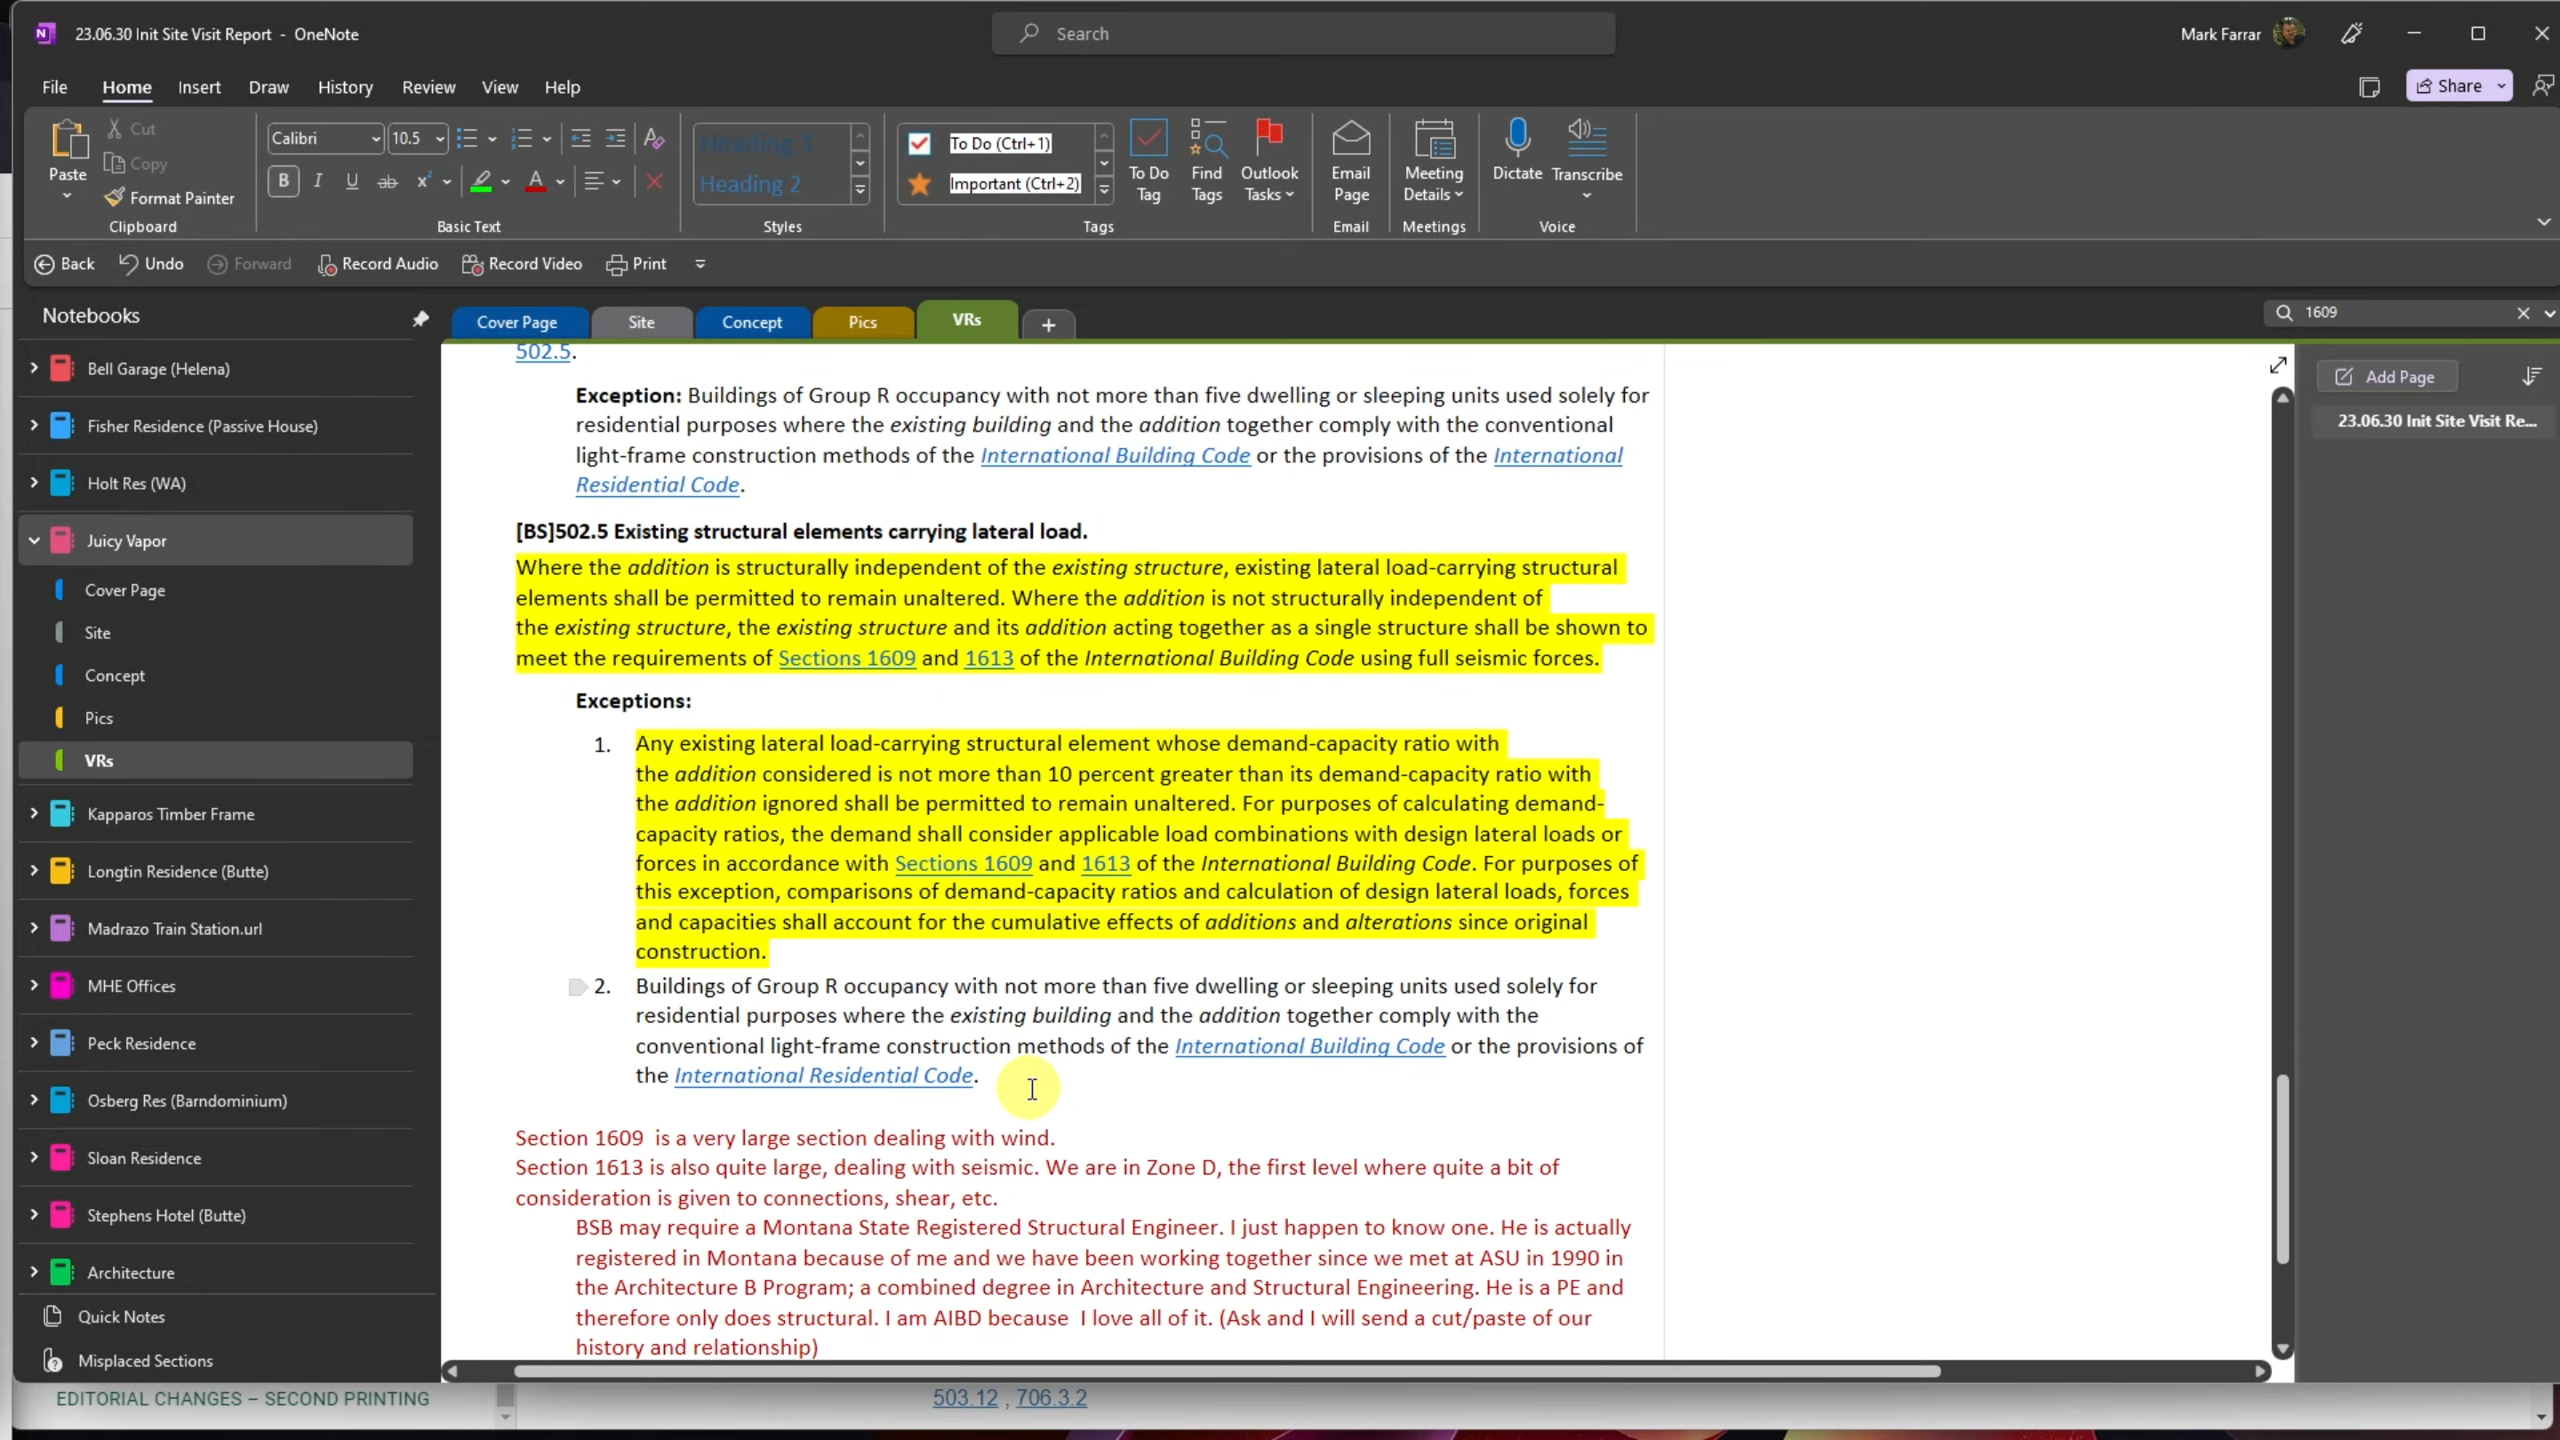 23.06.30 Init Site Visit Report - OneNote
Search
Mark Farrar
File Home Insert Draw History Review View Help
Share
Paste
Cut
Copy
Format Painter
Clipboard
Calibri 10.5
B I U ab x²
Basic Text
Heading 1
Heading 2
Styles
To Do (Ctrl+1)
Important (Ctrl+2)
To Do Tag
Find Tags
Outlook Tasks
Tags
Email Page
Email
Meeting Details
Meetings
Dictate
Transcribe
Voice
Back Undo Forward Record Audio Record Video Print
Notebooks
Bell Garage (Helena)
Fisher Residence (Passive House)
Holt Res (WA)
Juicy Vapor
Cover Page
Site
Concept
Pics
VRs
Kapparos Timber Frame
Longtin Residence (Butte)
Madrazo Train Station.url
MHE Offices
Peck Residence
Osberg Res (Barndominium)
Sloan Residence
Stephens Hotel (Butte)
Architecture
Quick Notes
Misplaced Sections
Cover Page Site Concept Pics VRs +
1609
Add Page
23.06.30 Init Site Visit Re...
502.5.
Exception: Buildings of Group R occupancy with not more than five dwelling or sleeping units used solely for
residential purposes where the existing building and the addition together comply with the conventional
light-frame construction methods of the International Building Code or the provisions of the International
Residential Code.
[BS]502.5 Existing structural elements carrying lateral load.
Where the addition is structurally independent of the existing structure, existing lateral load-carrying structural
elements shall be permitted to remain unaltered. Where the addition is not structurally independent of
the existing structure, the existing structure and its addition acting together as a single structure shall be shown to
meet the requirements of Sections 1609 and 1613 of the International Building Code using full seismic forces.
Exceptions:
1. Any existing lateral load-carrying structural element whose demand-capacity ratio with
the addition considered is not more than 10 percent greater than its demand-capacity ratio with
the addition ignored shall be permitted to remain unaltered. For purposes of calculating demand-
capacity ratios, the demand shall consider applicable load combinations with design lateral loads or
forces in accordance with Sections 1609 and 1613 of the International Building Code. For purposes of
this exception, comparisons of demand-capacity ratios and calculation of design lateral loads, forces
and capacities shall account for the cumulative effects of additions and alterations since original
construction.
2. Buildings of Group R occupancy with not more than five dwelling or sleeping units used solely for
residential purposes where the existing building and the addition together comply with the
conventional light-frame construction methods of the International Building Code or the provisions of
the International Residential Code.
Section 1609 is a very large section dealing with wind.
Section 1613 is also quite large, dealing with seismic. We are in Zone D, the first level where quite a bit of
consideration is given to connections, shear, etc.
BSB may require a Montana State Registered Structural Engineer. I just happen to know one. He is actually
registered in Montana because of me and we have been working together since we met at ASU in 1990 in
the Architecture B Program; a combined degree in Architecture and Structural Engineering. He is a PE and
therefore only does structural. I am AIBD because I love all of it. (Ask and I will send a cut/paste of our
history and relationship)
EDITORIAL CHANGES – SECOND PRINTING
503.12 , 706.3.2